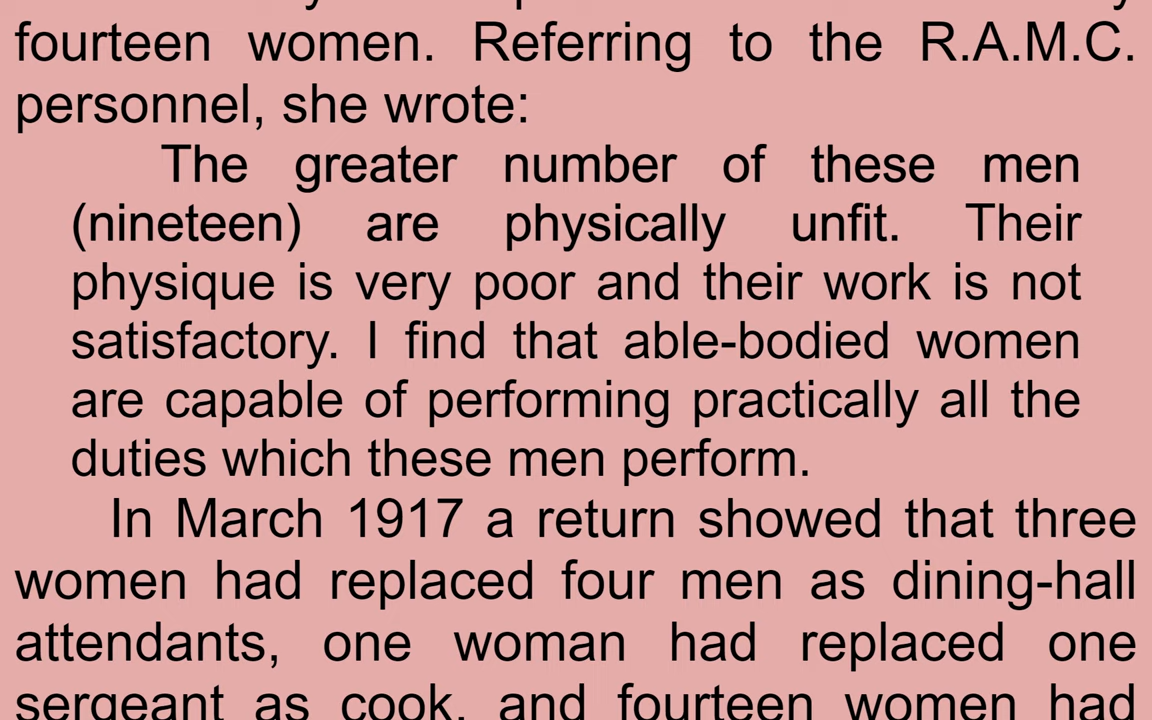 fourteen women. Referring to the R.A.M.C.
personnel, she wrote:
The greater number of these men
(nineteen) are physically unfit. Their
physique is very poor and their work is not
satisfactory. I find that able-bodied women
are capable of performing practically all the
duties which these men perform.
In March 1917 a return showed that three
women had replaced four men as dining-hall
attendants, one woman had replaced one
sergeant as cook, and fourteen women had